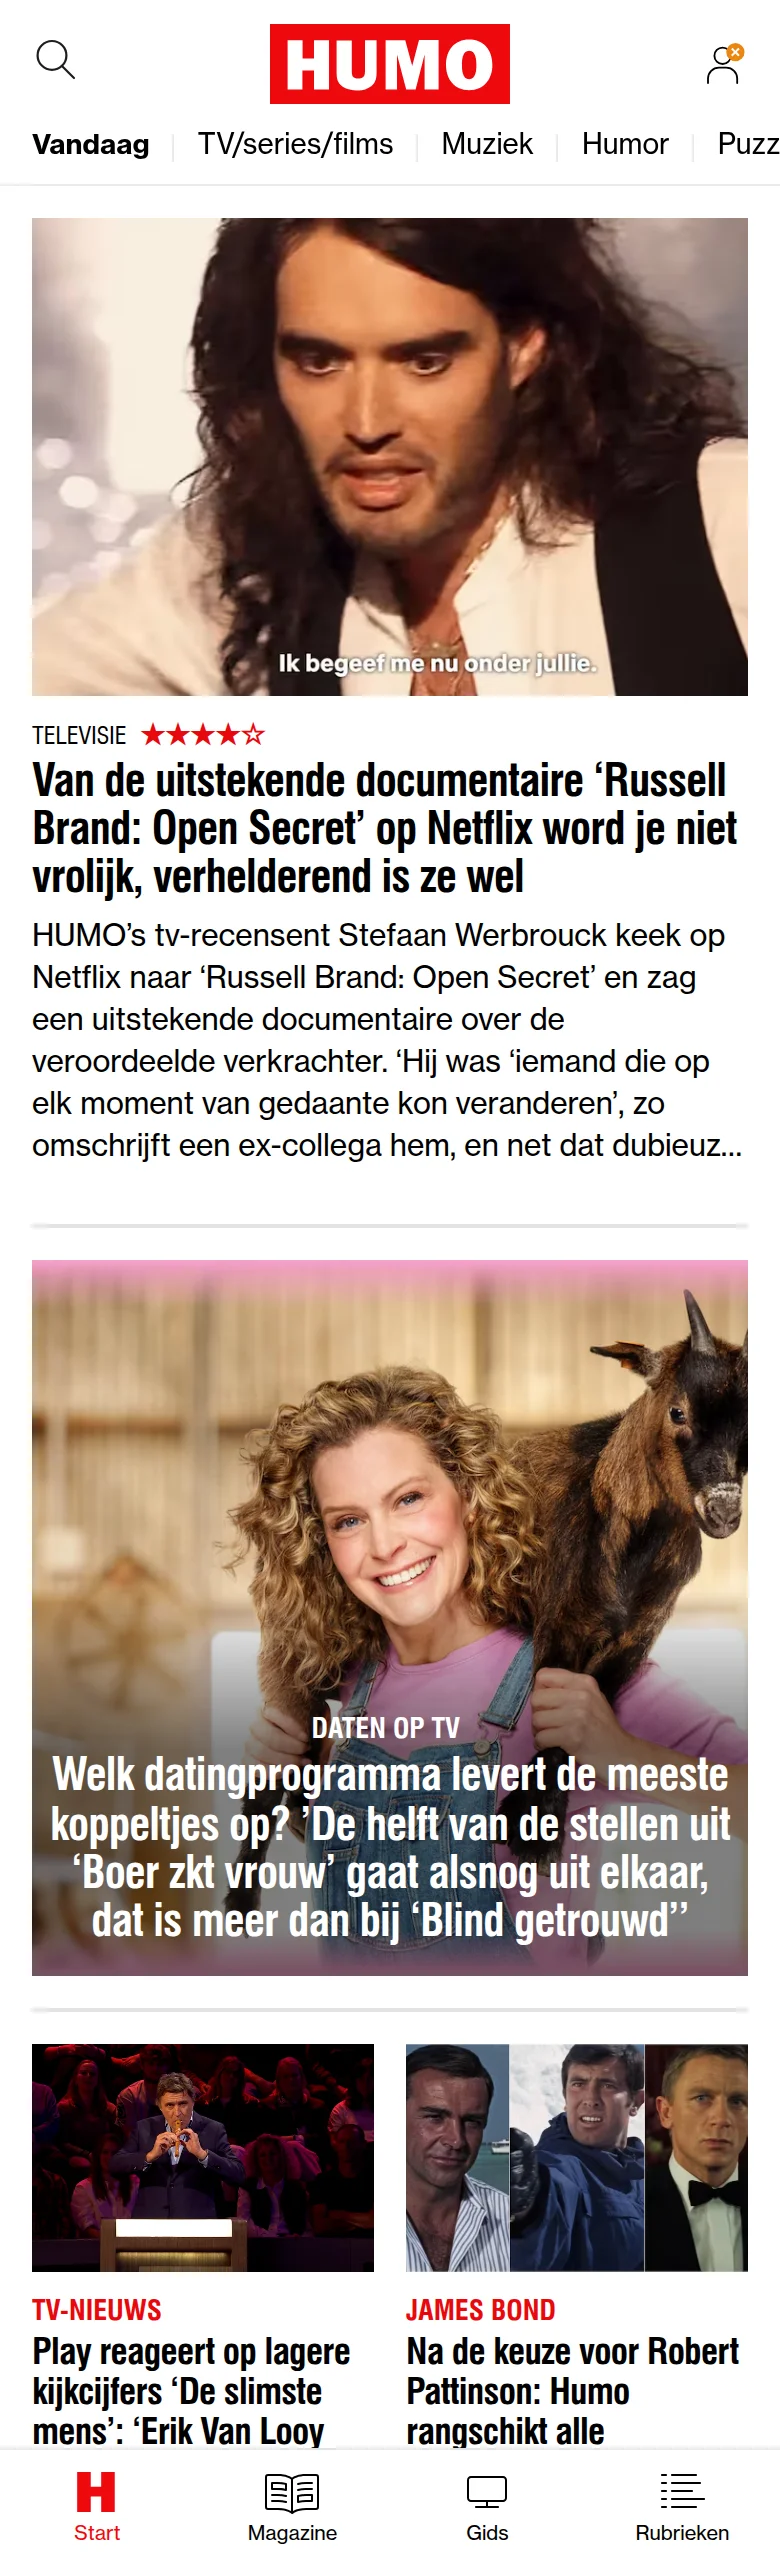 HUMO
Vandaag
TV/series/films
Muziek
Humor
Puzz
Ik begeef me nu onder jullie.
TELEVISIE ★★★★☆
Van de uitstekende documentaire ‘Russell
Brand: Open Secret’ op Netflix word je niet
vrolijk, verhelderend is ze wel
HUMO’s tv-recensent Stefaan Werbrouck keek op
Netflix naar ‘Russell Brand: Open Secret’ en zag
een uitstekende documentaire over de
veroordeelde verkrachter. ‘Hij was ‘iemand die op
elk moment van gedaante kon veranderen’, zo
omschrijft een ex-collega hem, en net dat dubieuz...
DATEN OP TV
Welk datingprogramma levert de meeste
koppeltjes op? ’De helft van de stellen uit
‘Boer zkt vrouw’ gaat alsnog uit elkaar,
dat is meer dan bij ‘Blind getrouwd’’
TV-NIEUWS
Play reageert op lagere
kijkcijfers ‘De slimste
mens’: ‘Erik Van Looy
JAMES BOND
Na de keuze voor Robert
Pattinson: Humo
rangschikt alle
Start
Magazine
Gids
Rubrieken